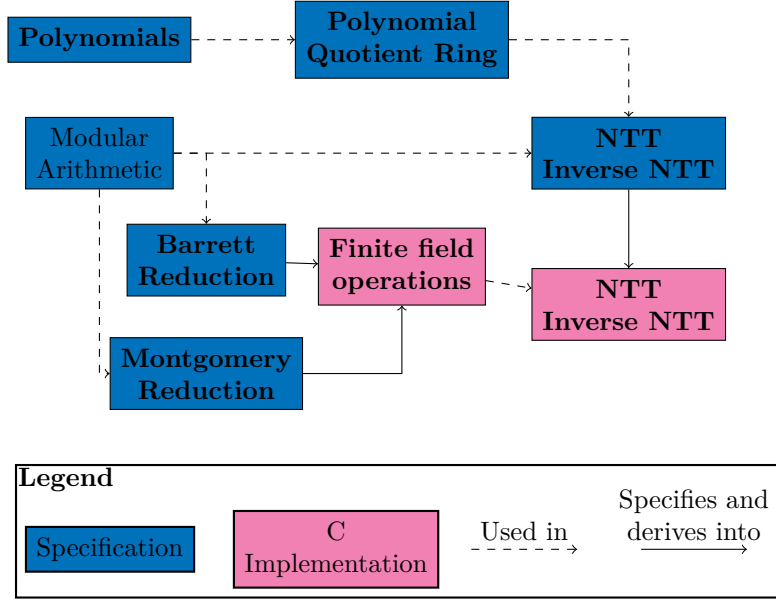 Polynomials
Polynomial
Quotient Ring
Modular
Arithmetic
NTT
Inverse NTT
Barrett
Reduction
Finite field
operations
NTT
Inverse NTT
Montgomery
Reduction
Legend
Specification
C
Implementation
Used in
Specifies and
derives into